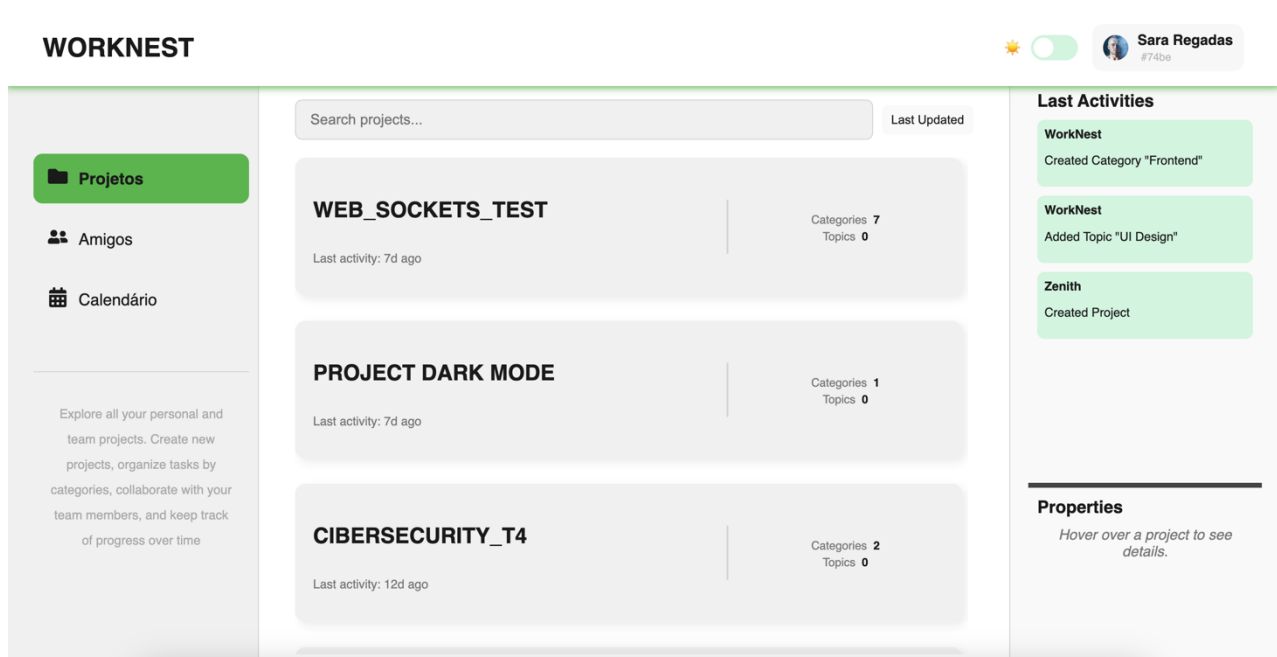 WORKNEST
Sara Regadas
#74be
Projetos
Amigos
Calendário
Explore all your personal and
team projects. Create new
projects, organize tasks by
categories, collaborate with your
team members, and keep track
of progress over time
Search projects...
Last Updated
WEB_SOCKETS_TEST
Last activity: 7d ago
Categories 7
Topics 0
PROJECT DARK MODE
Last activity: 7d ago
Categories 1
Topics 0
CIBERSECURITY_T4
Last activity: 12d ago
Categories 2
Topics 0
Last Activities
WorkNest
Created Category "Frontend"
WorkNest
Added Topic "UI Design"
Zenith
Created Project
Properties
Hover over a project to see
details.